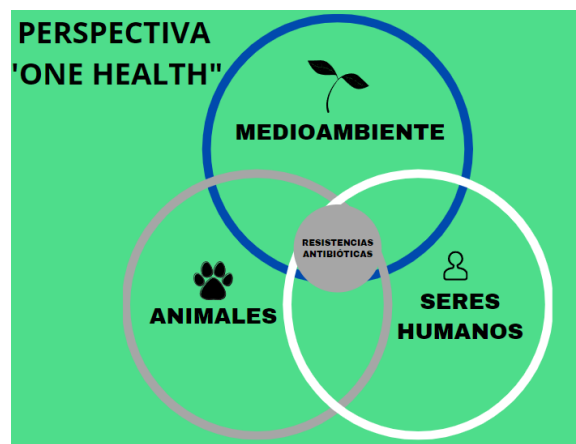 PERSPECTIVA
'ONE HEALTH"
MEDIOAMBIENTE
RESISTENCIAS
ANTIBIÓTICAS
ANIMALES
SERES
HUMANOS